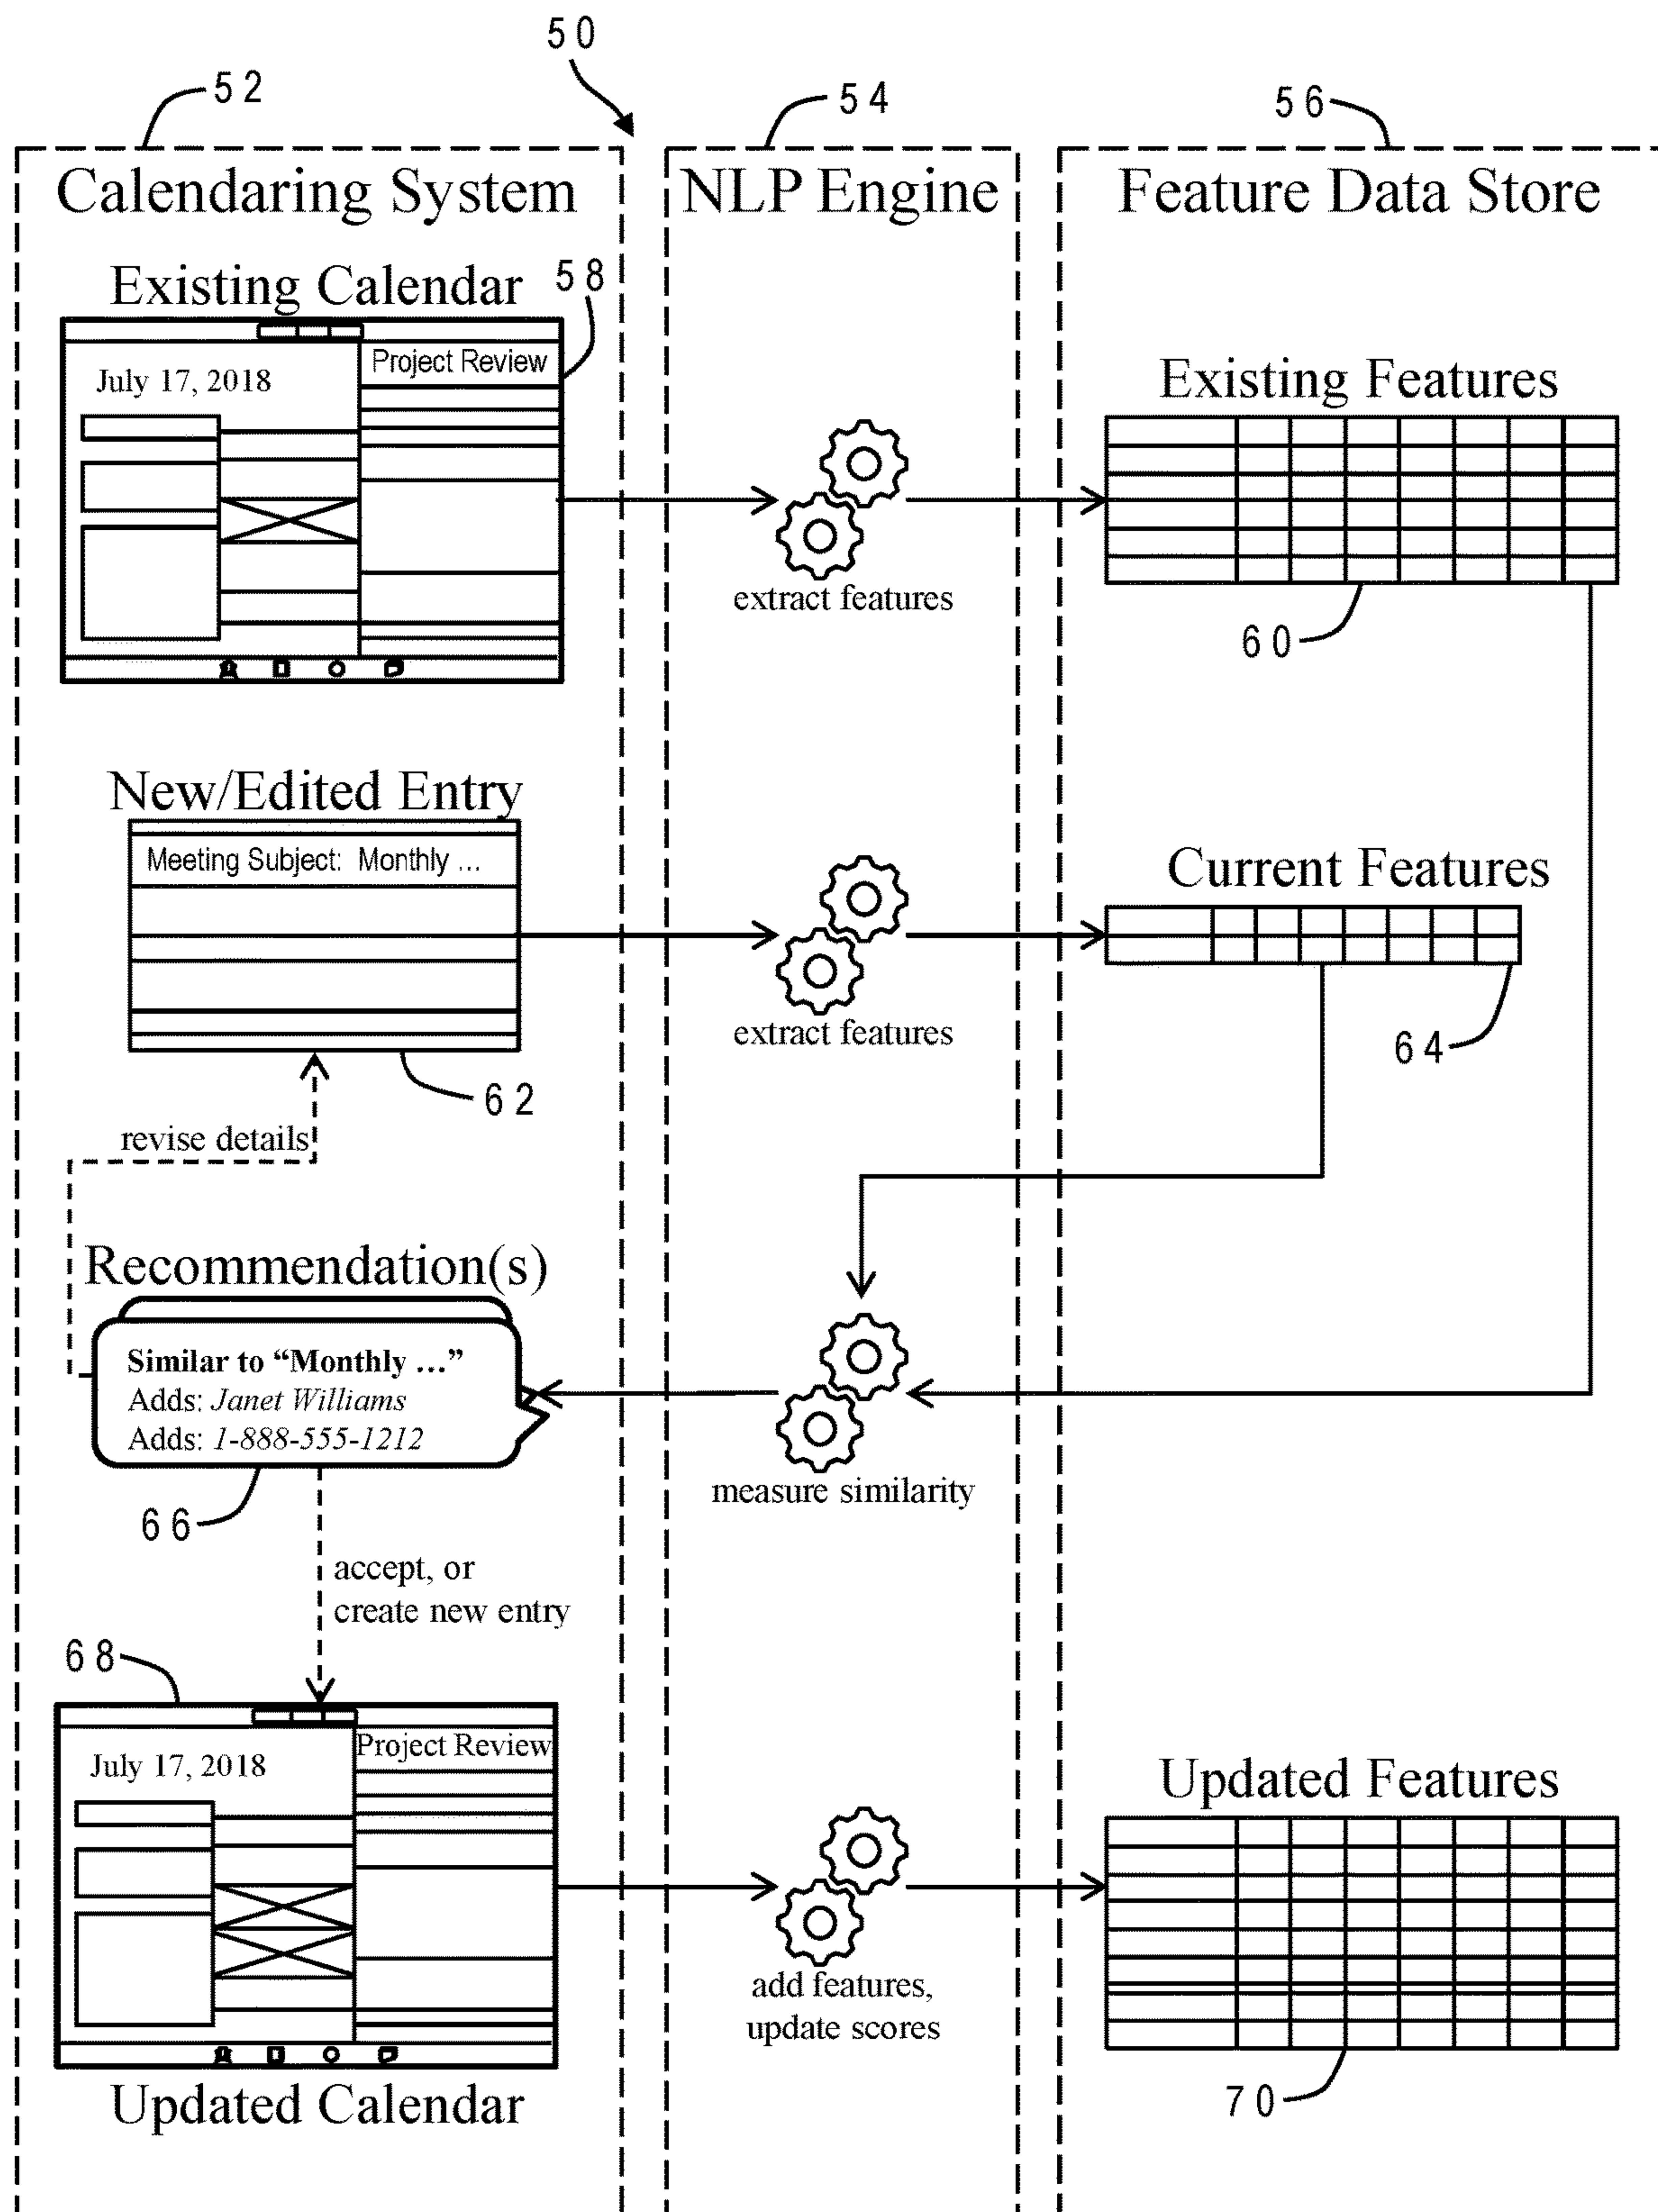 50
52
54
56
Calendaring System
NLP Engine
Feature Data Store
Existing Calendar
58
Project Review
July 17, 2018
extract features
Existing Features
60
New/Edited Entry
Meeting Subject: Monthly ...
62
extract features
Current Features
64
revise details
Recommendation(s)
Similar to “Monthly ...”
Adds: Janet Williams
Adds: 1-888-555-1212
66
measure similarity
accept, or
create new entry
68
Project Review
July 17, 2018
Updated Calendar
add features,
update scores
Updated Features
70